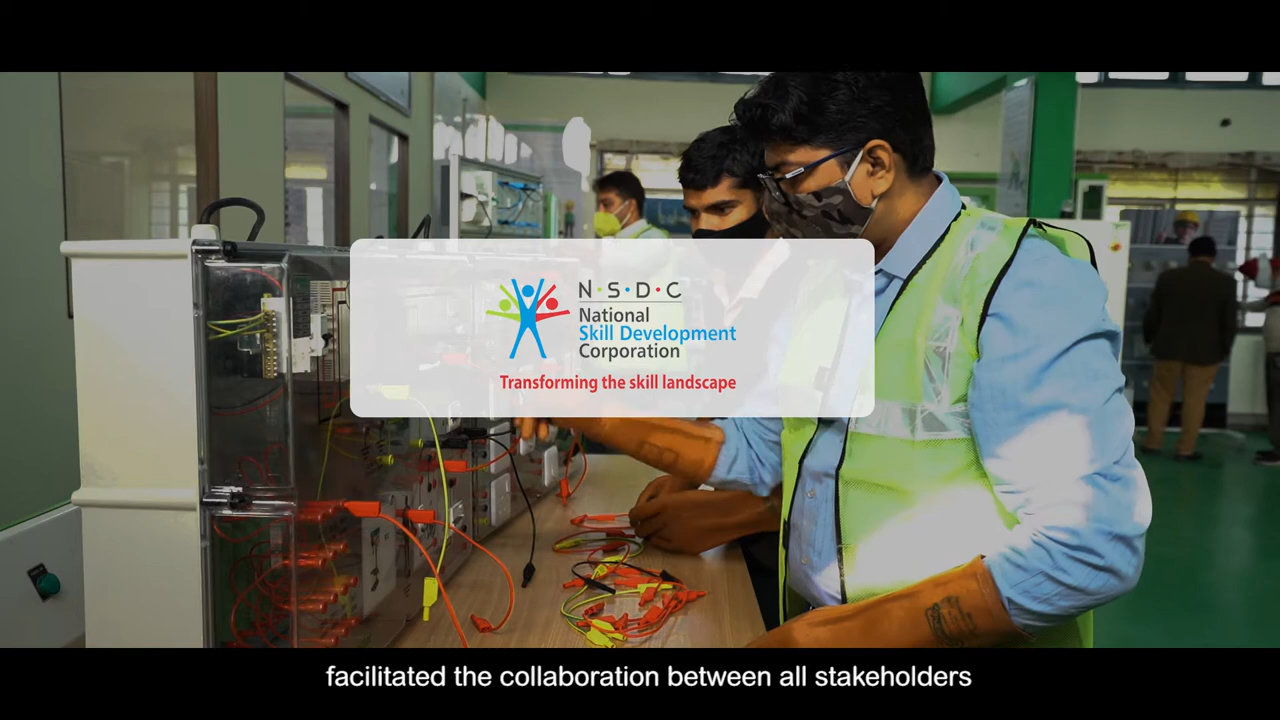 N·S·D·C
National
Skill Development
Corporation
Transforming the skill landscape
facilitated the collaboration between all stakeholders